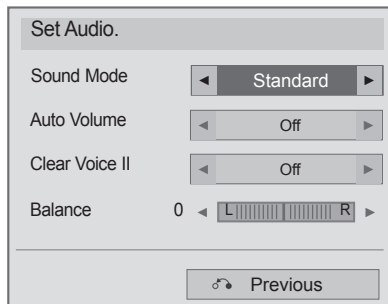 Set Audio.
Sound Mode ◄ Standard ►
Auto Volume ◄ Off ►
Clear Voice II ◄ Off ►
Balance 0 ◄ L R ►
Previous